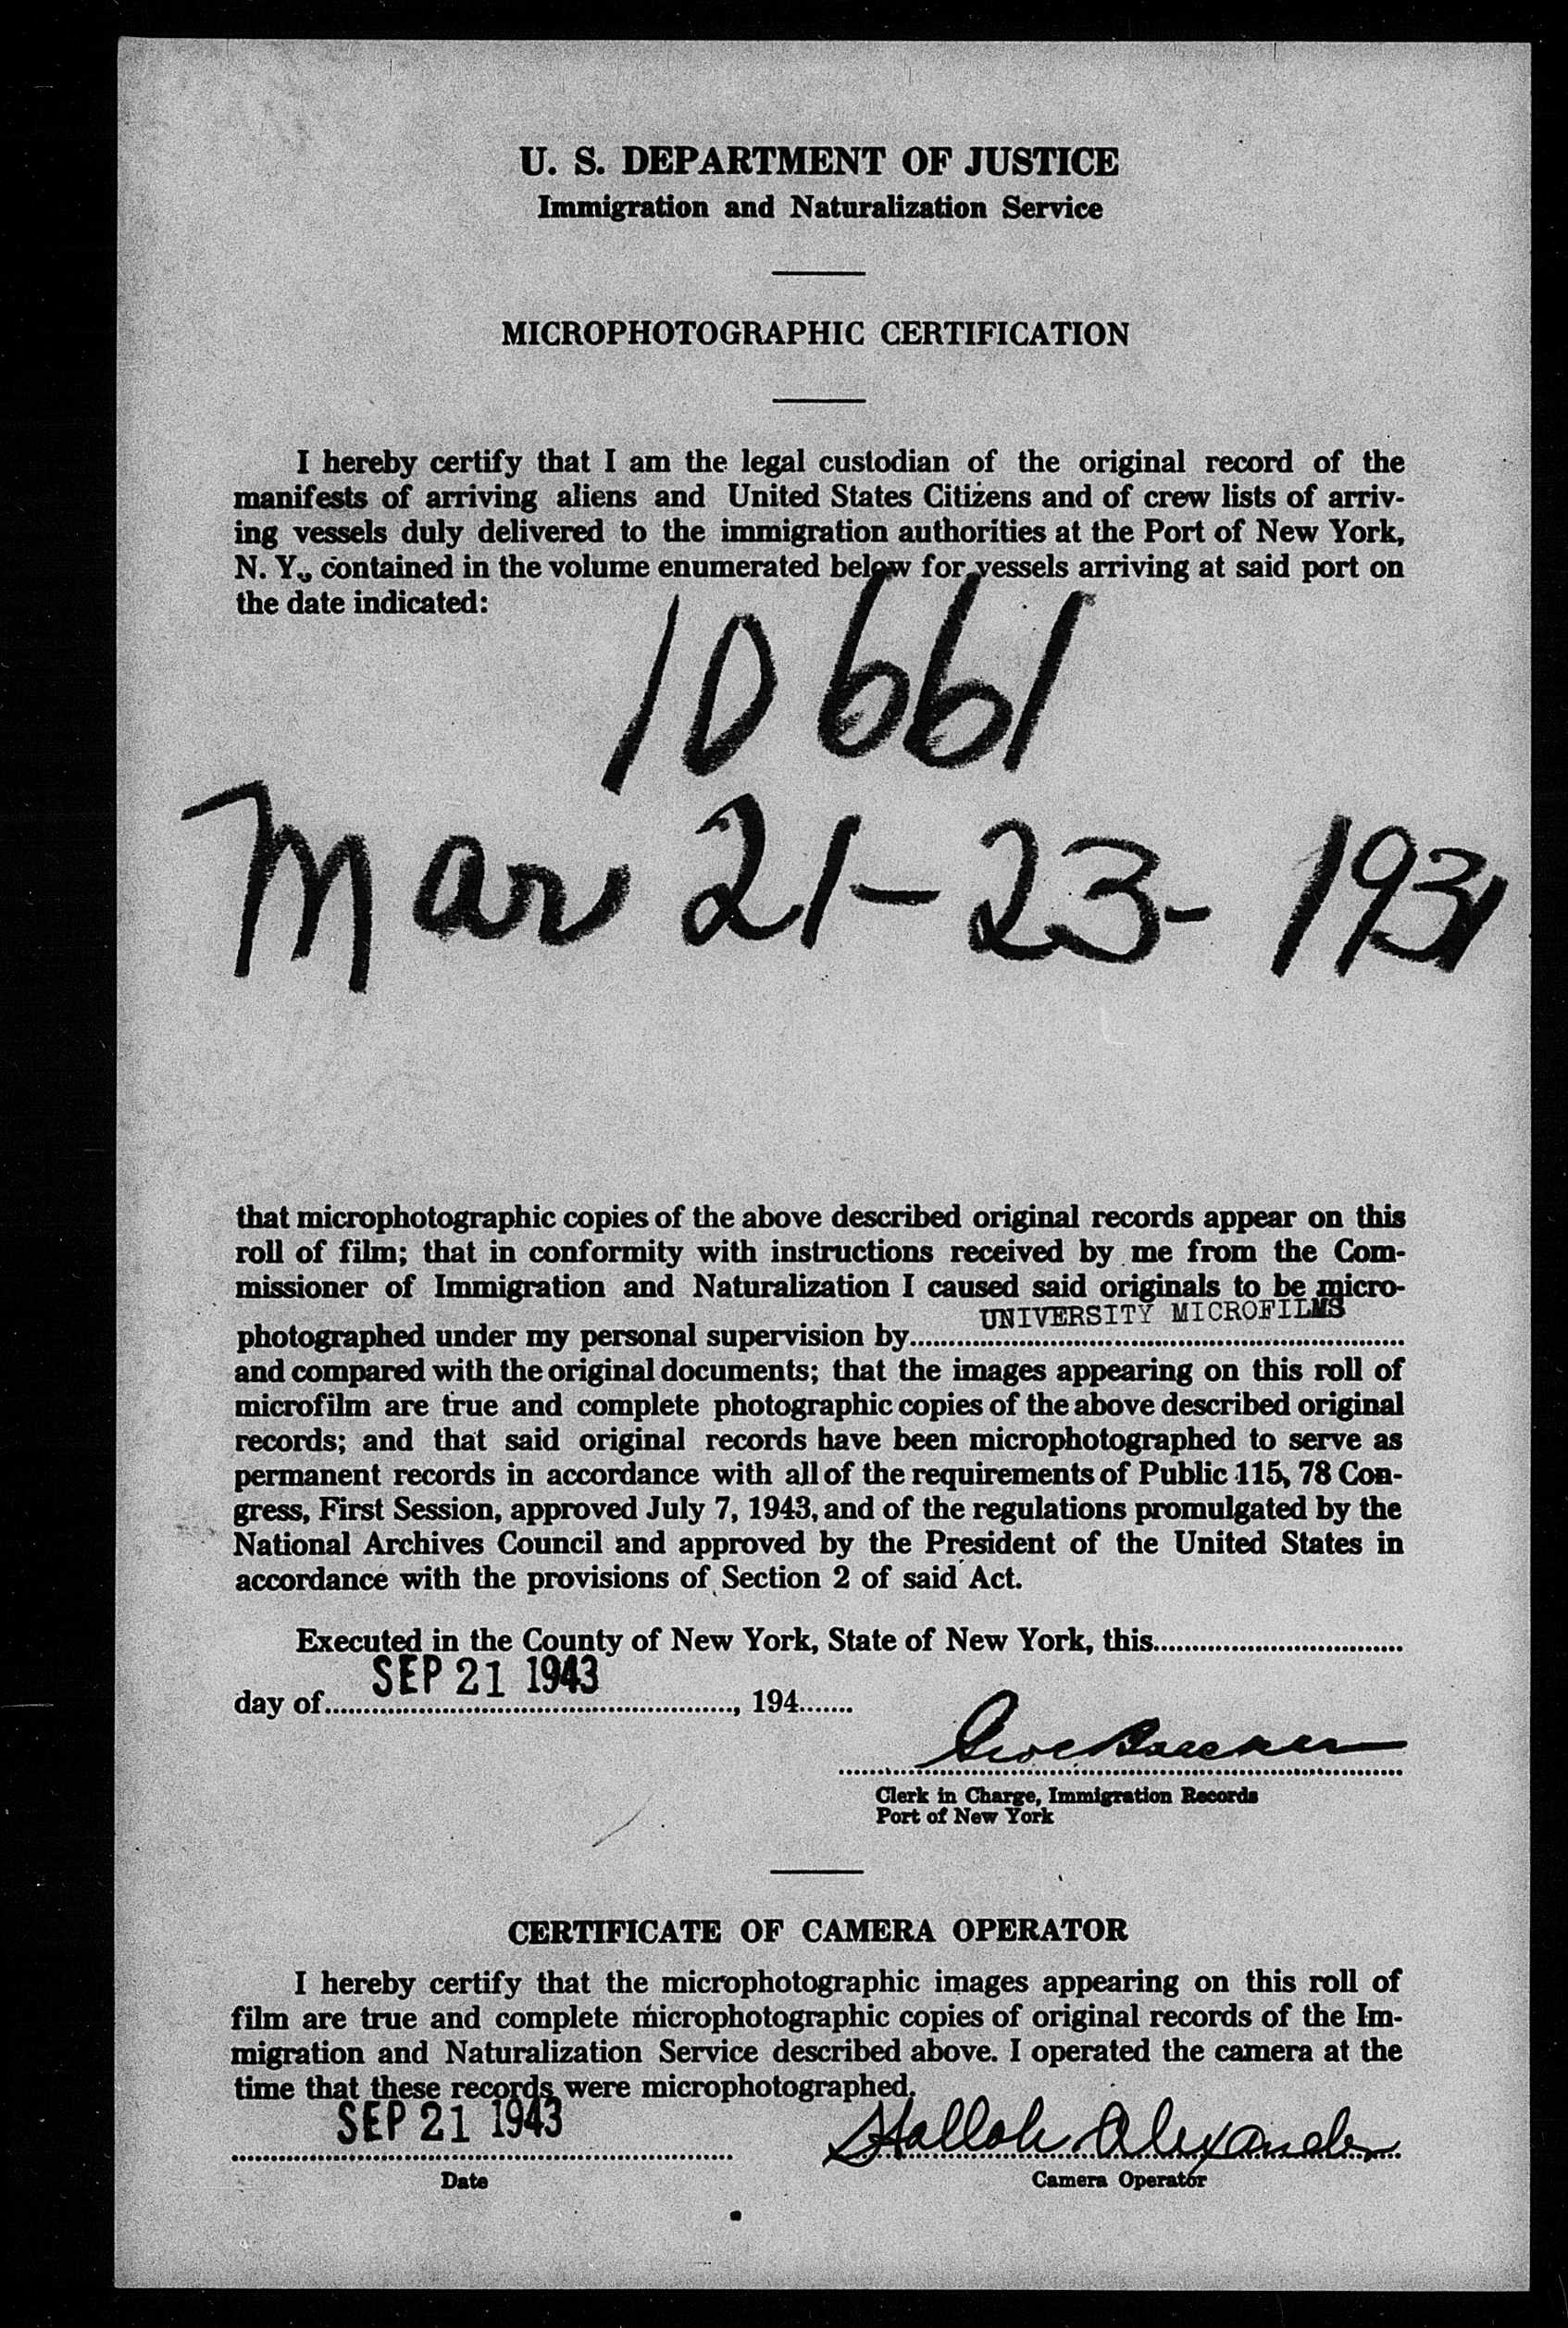 U. S. DEPARTMENT OF JUSTICE
Immigration and Naturalization Service
MICROPHOTOGRAPHIC CERTIFICATION
I hereby certify that I am the legal custodian of the original record of the
manifests of arriving aliens and United States Citizens and of crew lists of arriv-
ing vessels duly delivered to the immigration authorities at the Port of New York,
N. Y., contained in the volume enumerated below for vessels arriving at said port on
the date indicated:
10661
Mar 21-23-1931
that microphotographic copies of the above described original records appear on this
roll of film; that in conformity with instructions received by me from the Com-
missioner of Immigration and Naturalization I caused said originals to be micro-
UNIVERSITY MICROFILMS
photographed under my personal supervision by
and compared with the original documents; that the images appearing on this roll of
microfilm are true and complete photographic copies of the above described original
records; and that said original records have been microphotographed to serve as
permanent records in accordance with all of the requirements of Public 115, 78 Con-
gress, First Session, approved July 7, 1943, and of the regulations promulgated by the
National Archives Council and approved by the President of the United States in
accordance with the provisions of Section 2 of said Act.
Executed in the County of New York, State of New York, this
SEP 21 1943
day of , 194
Clerk in Charge, Immigration Records
Port of New York
CERTIFICATE OF CAMERA OPERATOR
I hereby certify that the microphotographic images appearing on this roll of
film are true and complete microphotographic copies of original records of the Im-
migration and Naturalization Service described above. I operated the camera at the
time that these records were microphotographed.
SEP 21 1943
Alexander
Date
Camera Operator